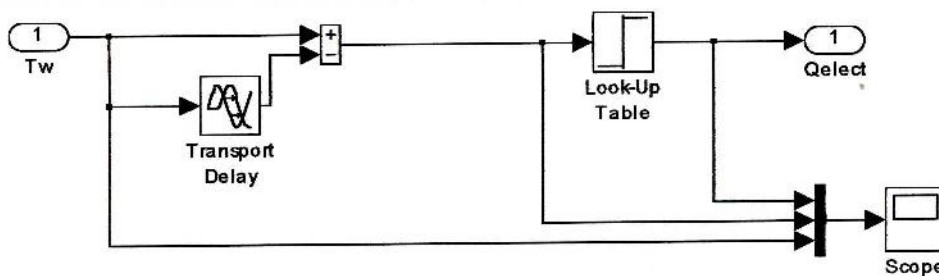 1
Tw
+
−
Transport
Delay
Look-Up
Table
1
Qelect
Scope